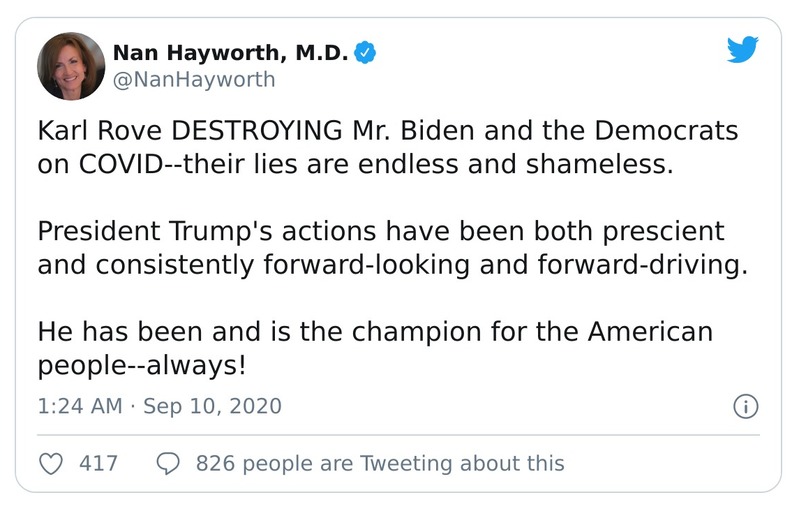 Nan Hayworth, M.D.
@NanHayworth
Karl Rove DESTROYING Mr. Biden and the Democrats
on COVID--their lies are endless and shameless.
President Trump's actions have been both prescient
and consistently forward-looking and forward-driving.
He has been and is the champion for the American
people--always!
1:24 AM · Sep 10, 2020
417 826 people are Tweeting about this